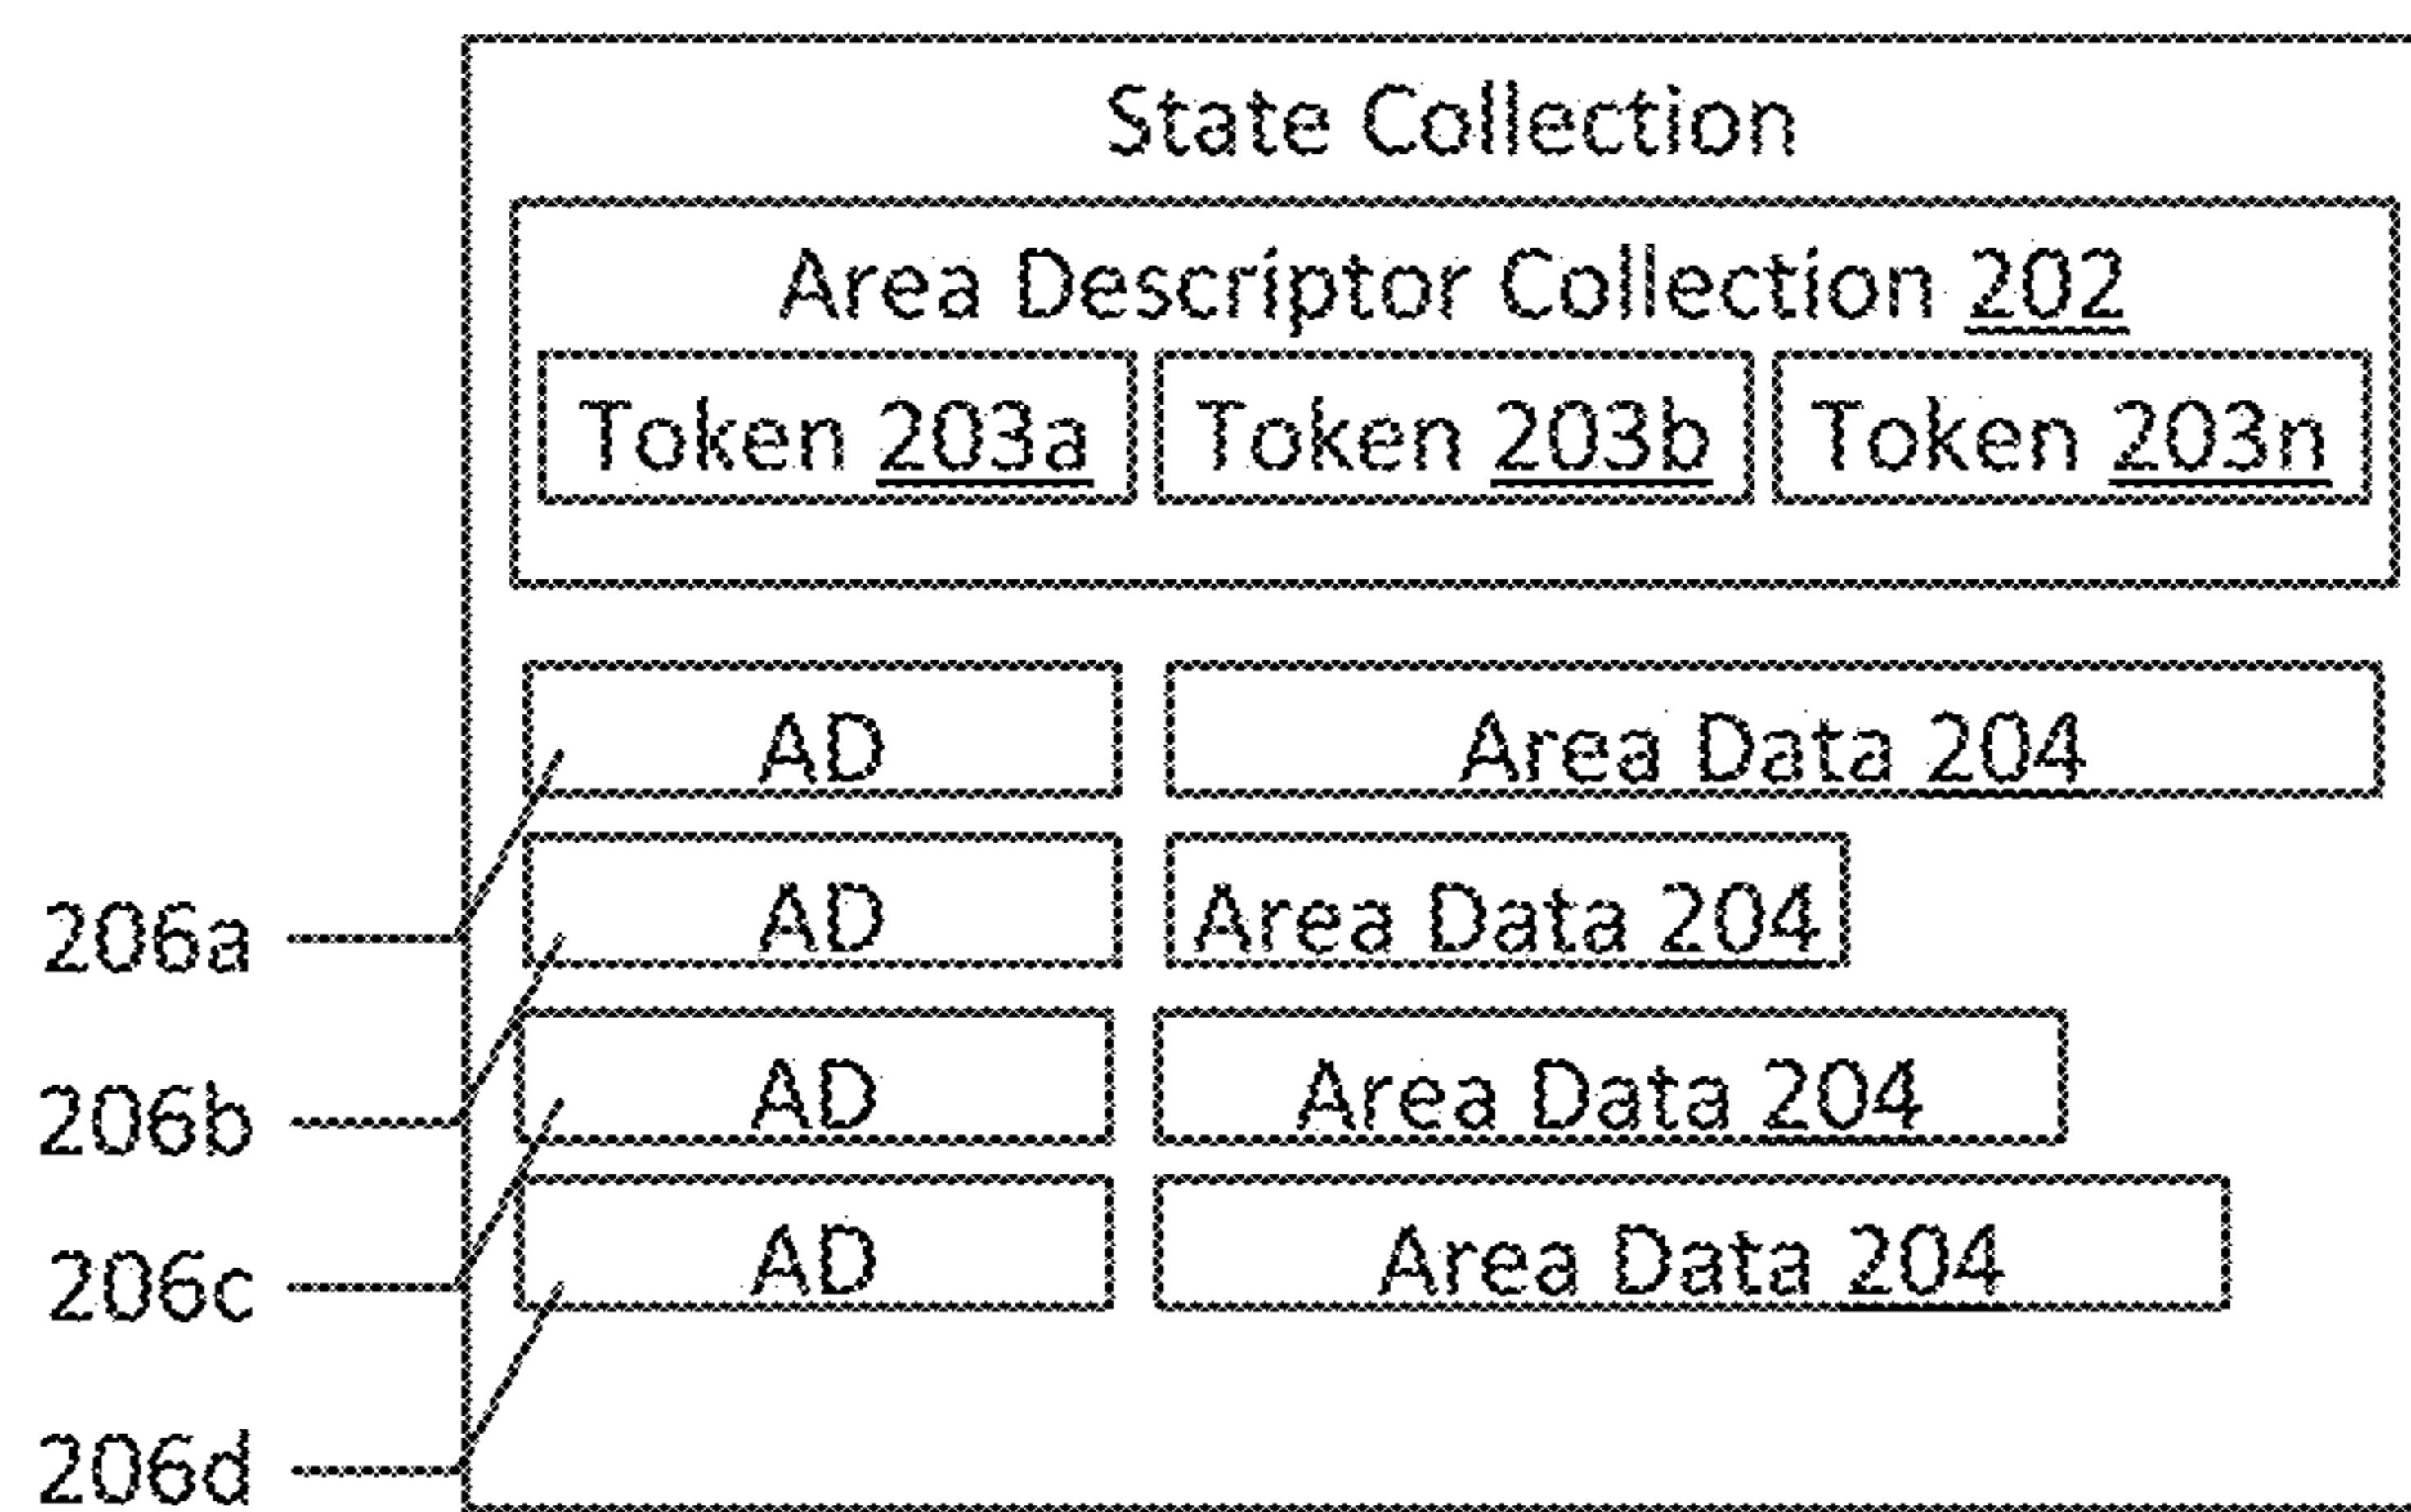 State Collection
Area Descriptor Collection 202
Token 203a Token 203b Token 203n
AD Area Data 204
206a AD Area Data 204
206b AD Area Data 204
206c AD Area Data 204
206d